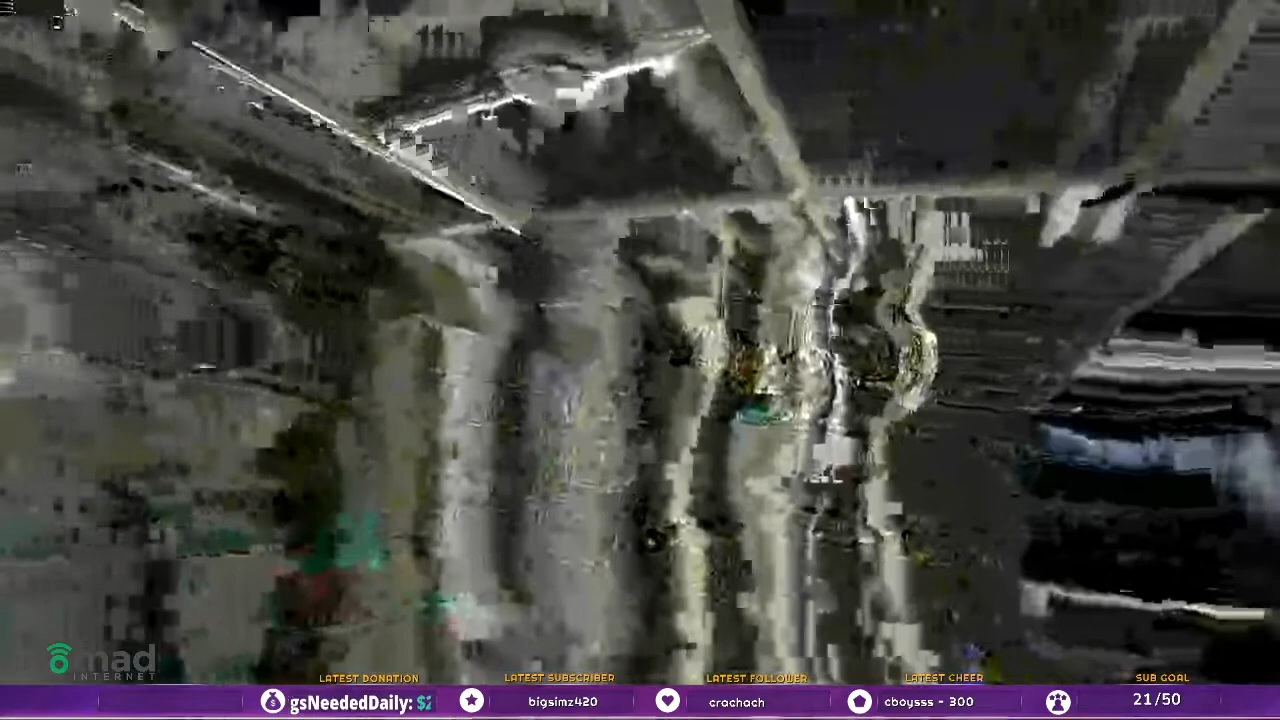 nomad
INTERNET
LATEST DONATION
gsNeededDaily: $2
LATEST SUBSCRIBER
bigsimz420
LATEST FOLLOWER
crachach
LATEST CHEER
cboysss - 300
SUB GOAL
21/50